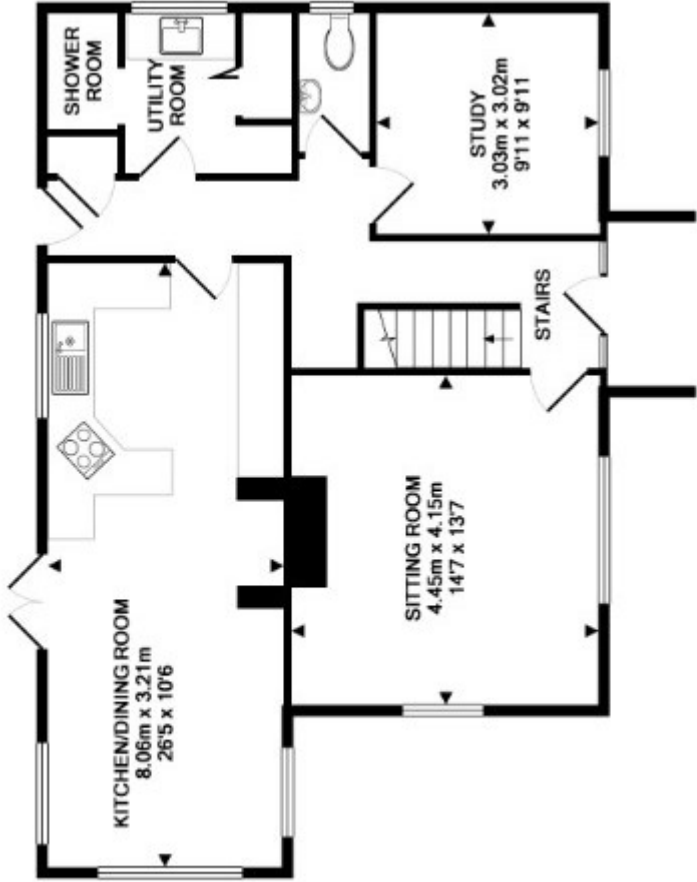 SHOWER
ROOM
UTILITY
ROOM
STUDY
3.03m x 3.02m
9'11 x 9'11
STAIRS
SITTING ROOM
4.45m x 4.15m
14'7 x 13'7
KITCHEN/DINING ROOM
8.06m x 3.21m
26'5 x 10'6